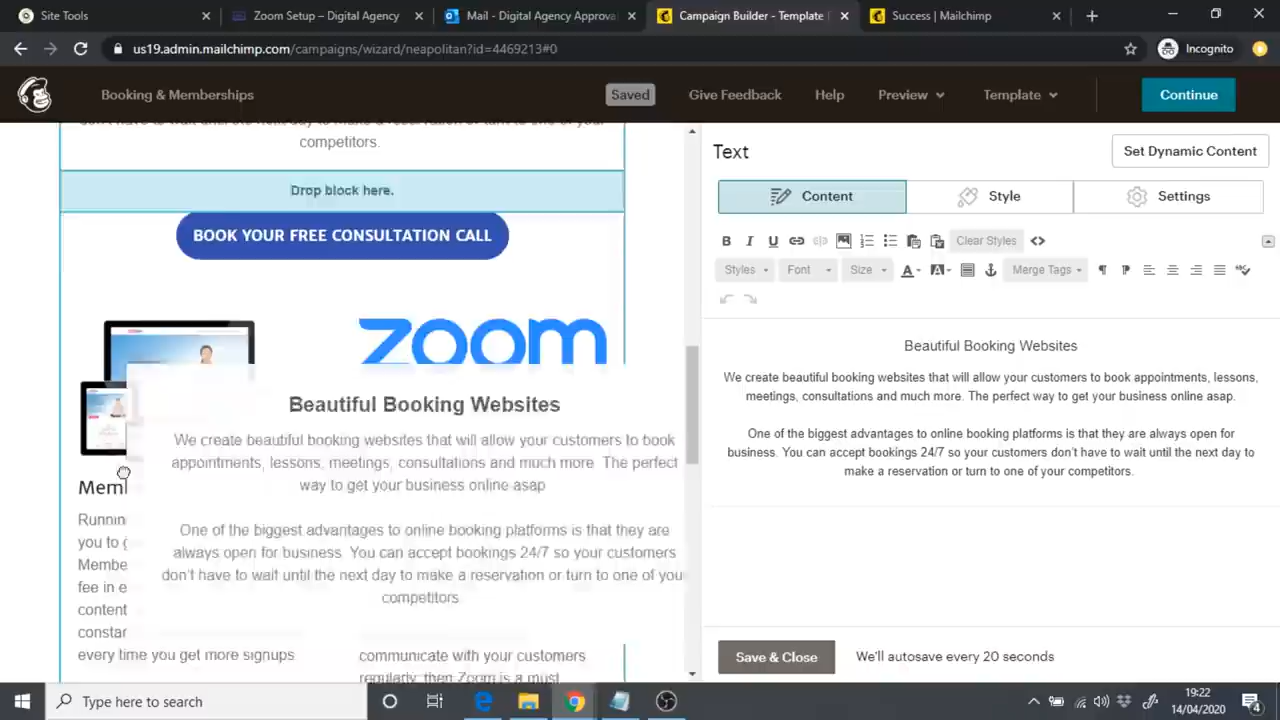 Site Tools
Zoom Setup – Digital Agency
Mail - Digital Agency Approval
Campaign Builder - Template
Success | Mailchimp
us19.admin.mailchimp.com/campaigns/wizard/neapolitan?id=4469213#0
Incognito
Booking & Memberships
Saved
Give Feedback
Help
Preview
Template
Continue
competitors.
Drop block here.
BOOK YOUR FREE CONSULTATION CALL
zoom
Beautiful Booking Websites
We create beautiful booking websites that will allow your customers to book
appointments, lessons, meetings, consultations and much more. The perfect
way to get your business online asap
One of the biggest advantages to online booking platforms is that they are
always open for business. You can accept bookings 24/7 so your customers
don't have to wait until the next day to make a reservation or turn to one of you
competitors
every time you get more signups
communicate with your customers
regularly, then Zoom is a must
Text
Set Dynamic Content
Content
Style
Settings
B I U
Clear Styles
Styles
Font
Size
A
A
Merge Tags
Beautiful Booking Websites
We create beautiful booking websites that will allow your customers to book appointments, lessons,
meetings, consultations and much more. The perfect way to get your business online asap.
One of the biggest advantages to online booking platforms is that they are always open for
business. You can accept bookings 24/7 so your customers don't have to wait until the next day to
make a reservation or turn to one of your competitors.
Save & Close
We'll autosave every 20 seconds
Type here to search
19:22
14/04/2020
4